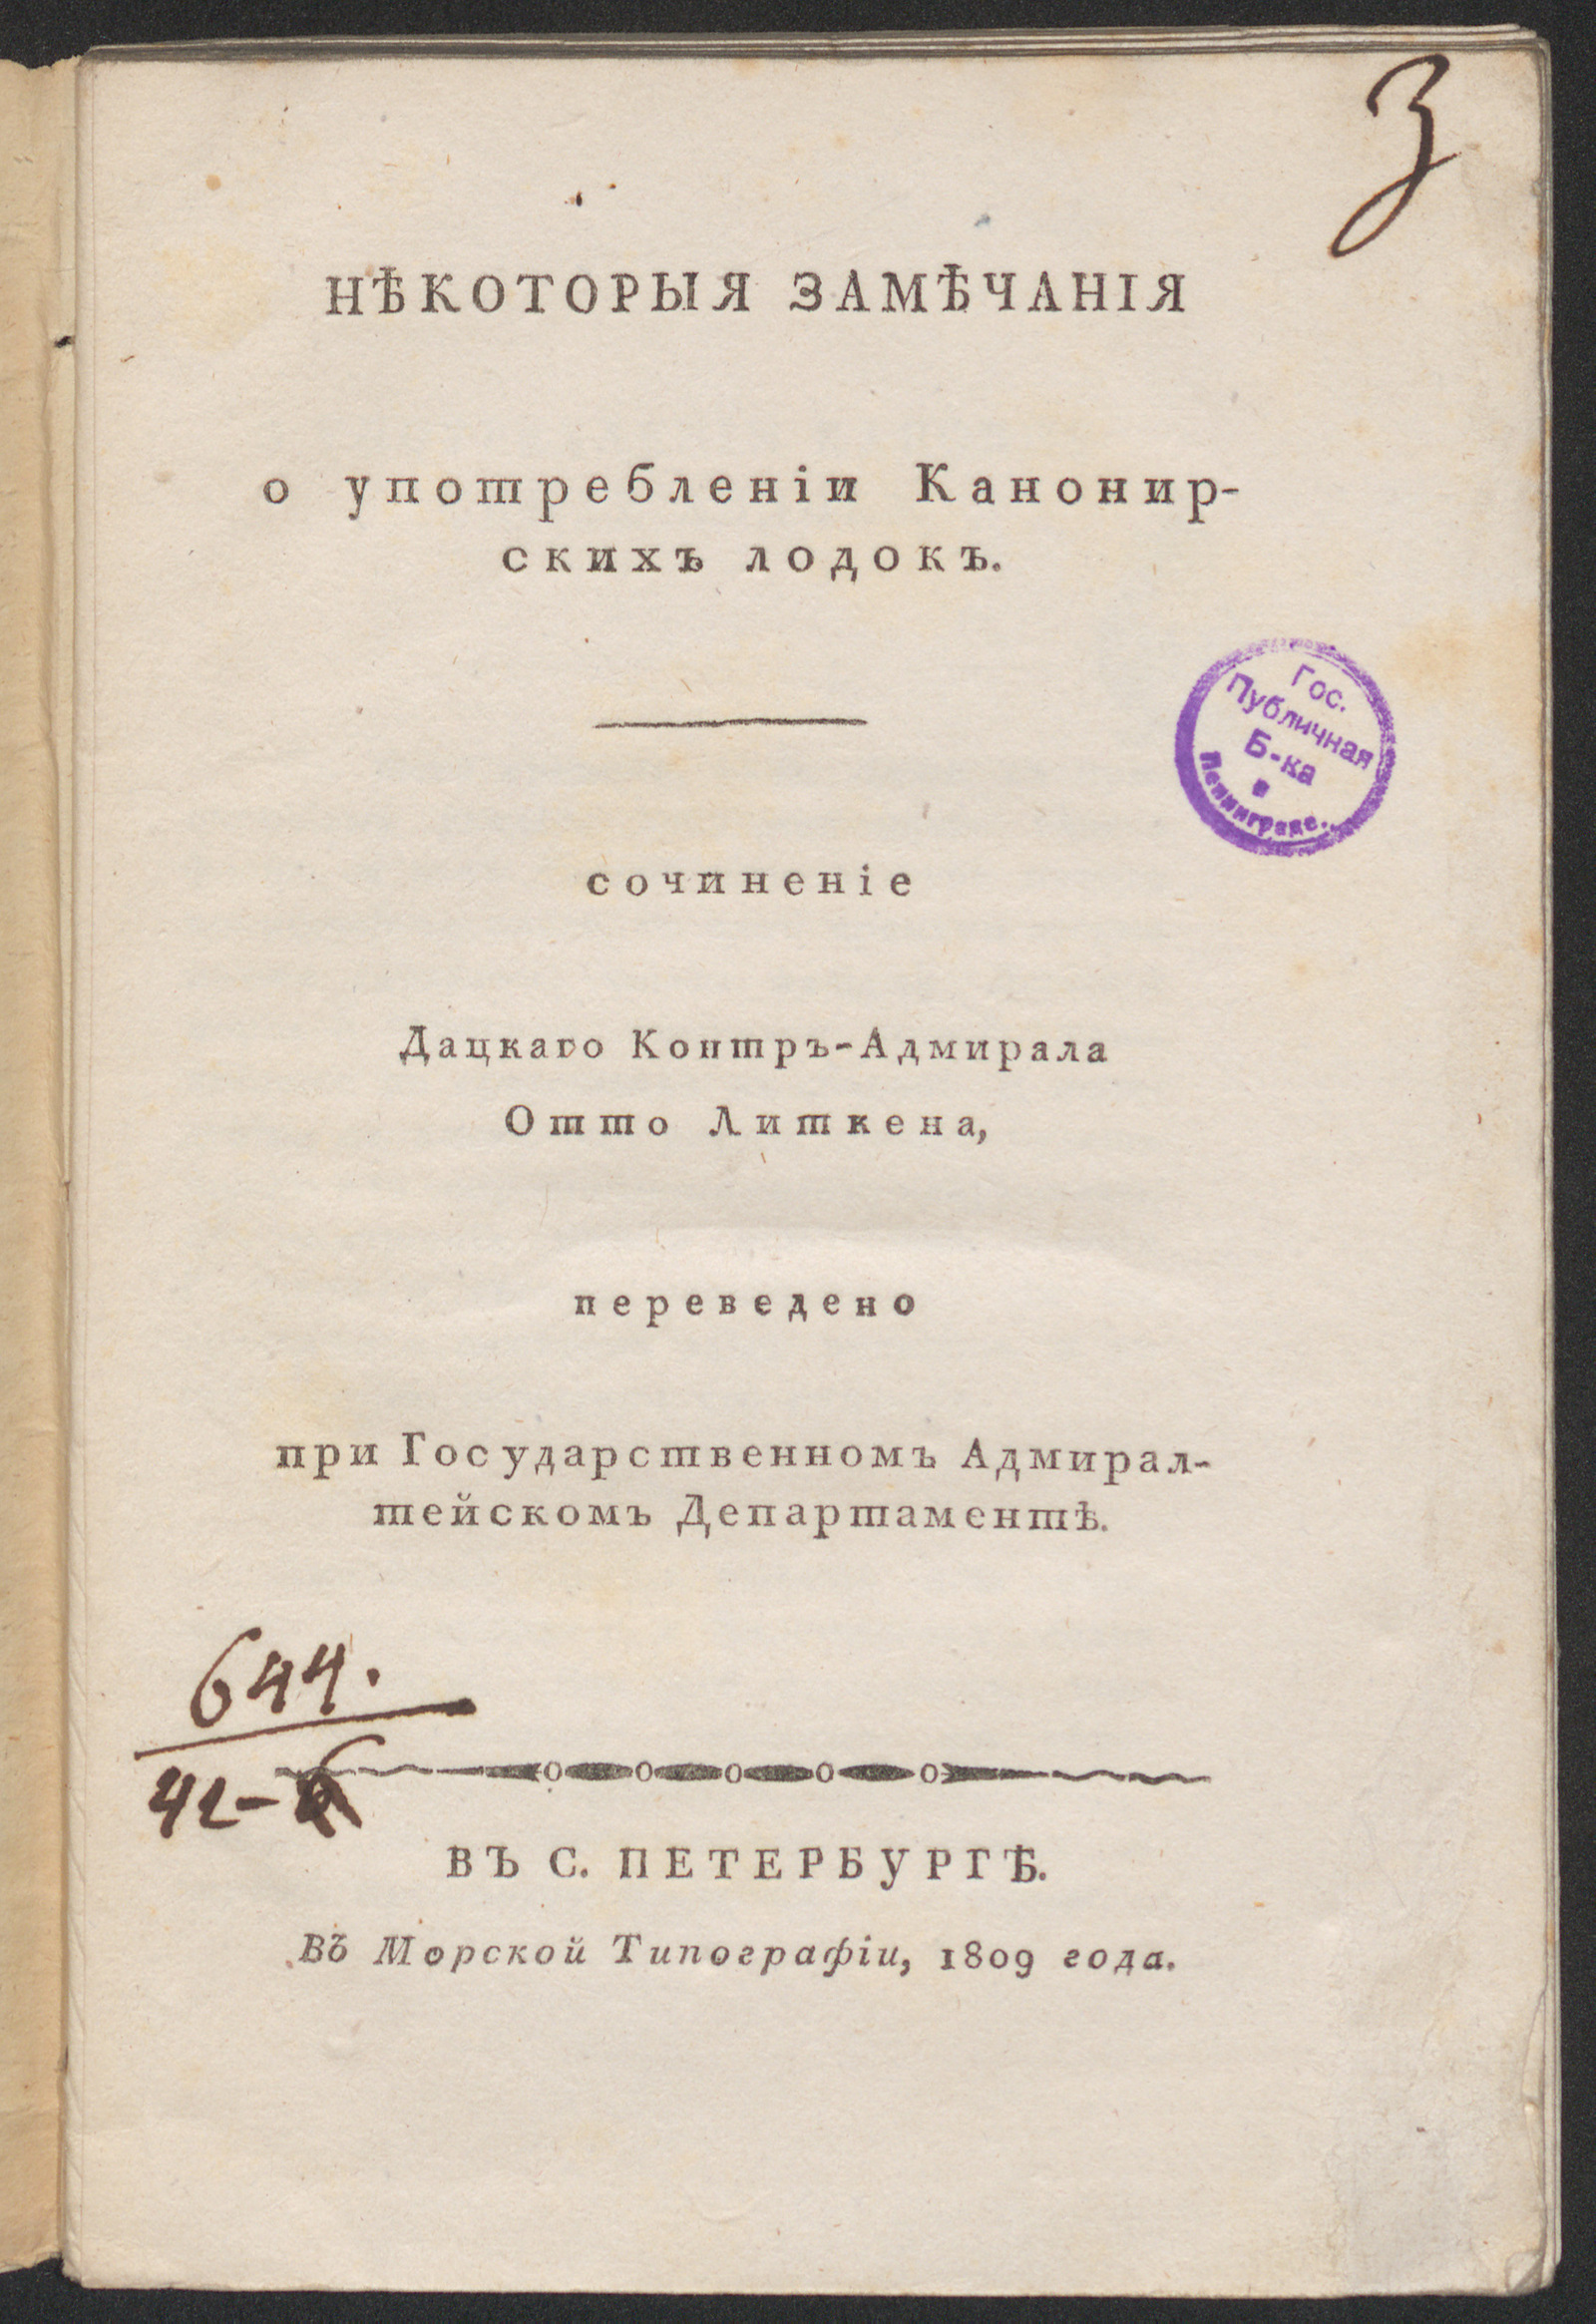 3
НѢКОТОРЫЯ ЗАМѢЧАНІЯ
о употребленіи Канонир-
скихъ лодокъ.
Гос.
Публичная
Б-ка
в
Ленинграде.
сочиненіе
Дацкаго Контръ-Адмирала
Отто Литкена,
переведено
при Государственномъ Адмирал-
тейскомъ Департаментѣ.
644.
42-
ВЪ С. ПЕТЕРБУРГѢ.
Въ Морской Типографіи, 1809 года.